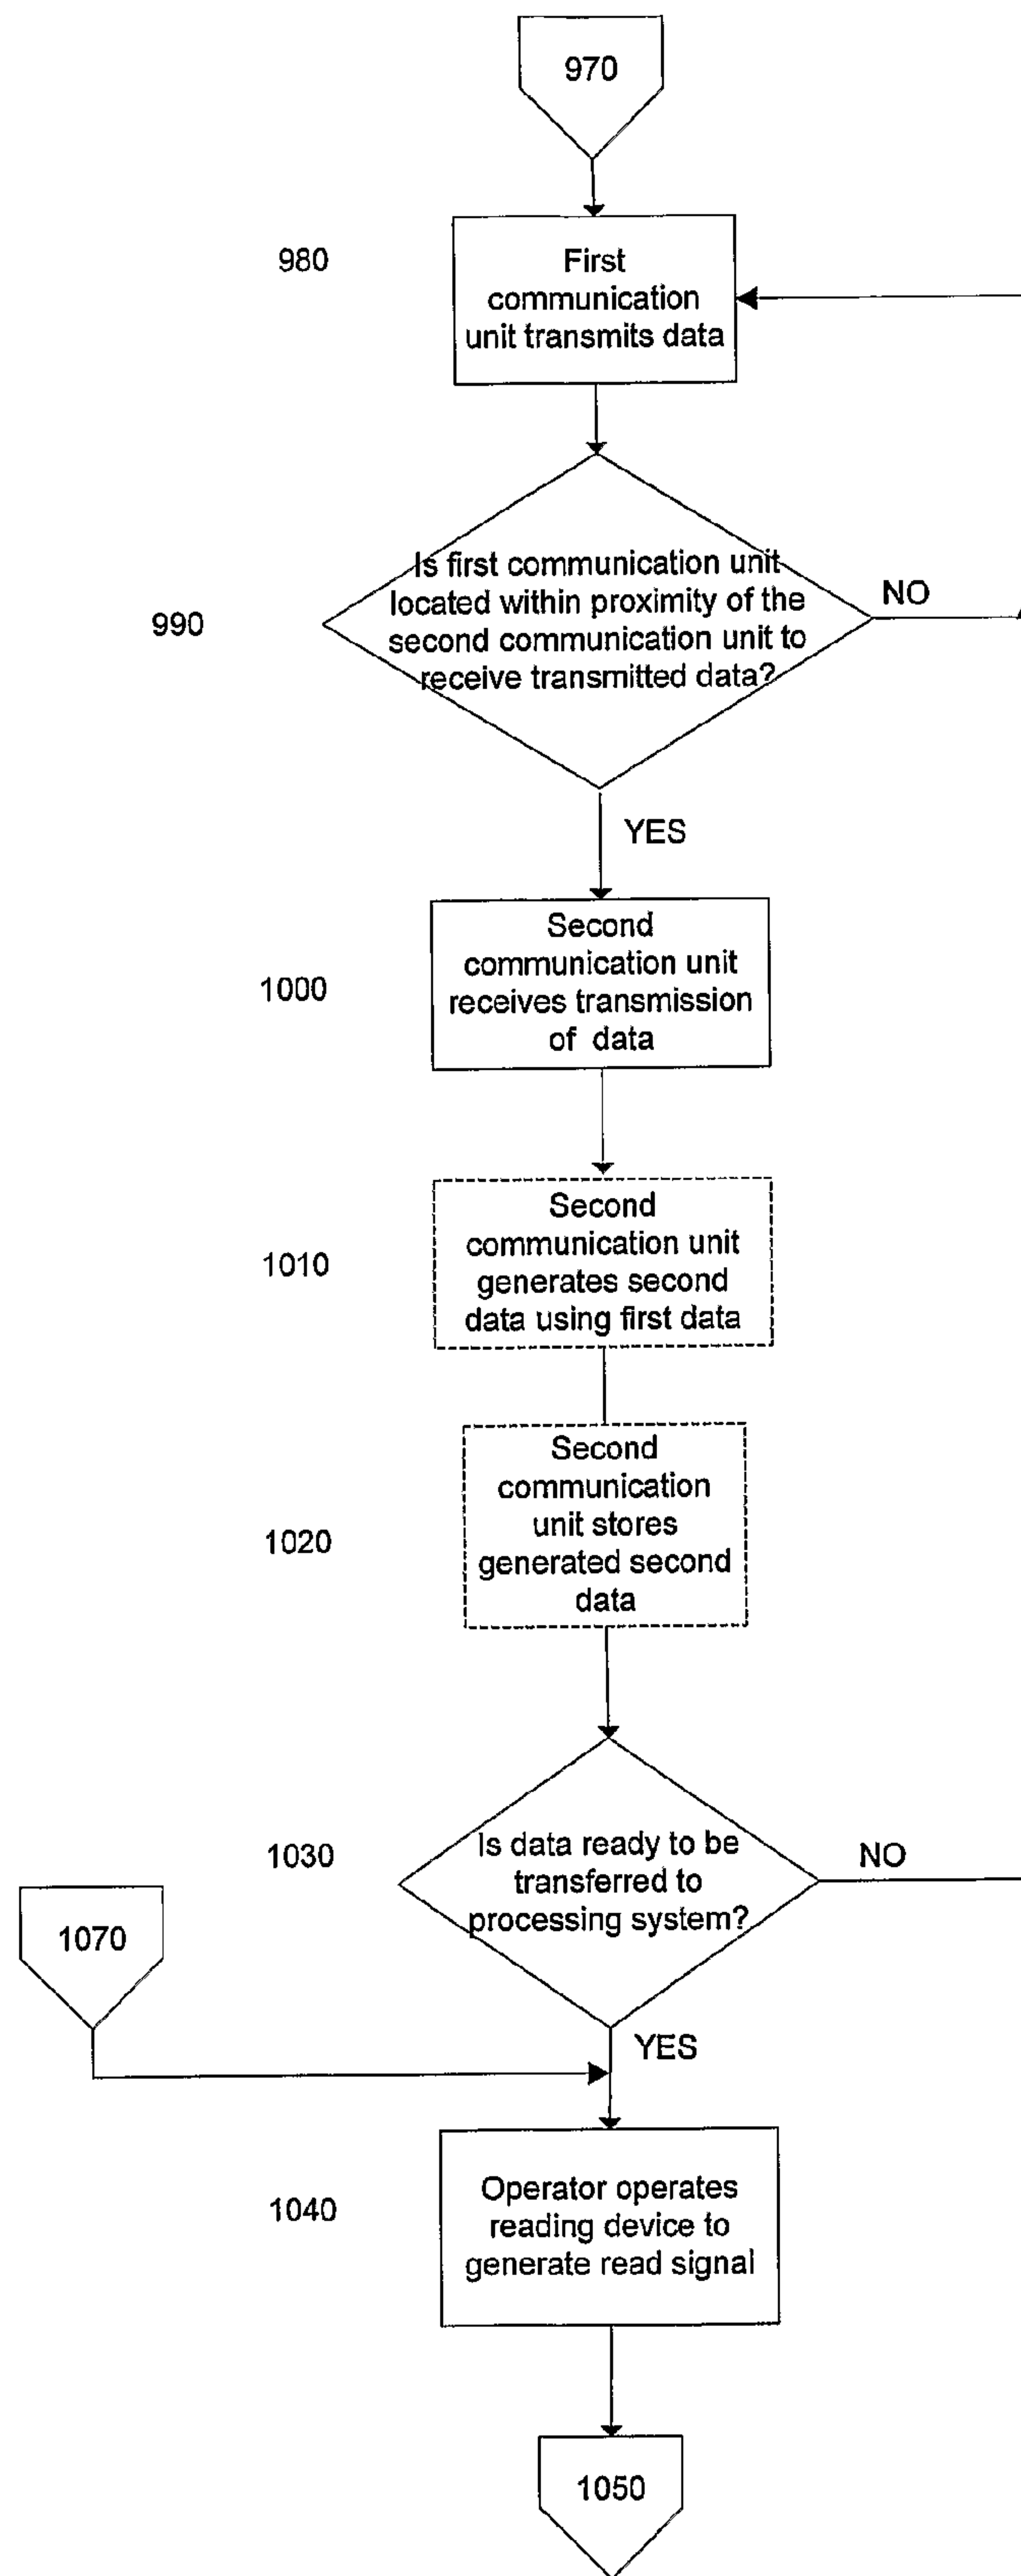 970
980
First
communication
unit transmits data
990
Is first communication unit
located within proximity of the
second communication unit to
receive transmitted data?
NO
YES
1000
Second
communication unit
receives transmission
of data
1010
Second
communication unit
generates second
data using first data
1020
Second
communication
unit stores
generated second
data
1030
Is data ready to be
transferred to
processing system?
NO
1070
YES
1040
Operator operates
reading device to
generate read signal
1050